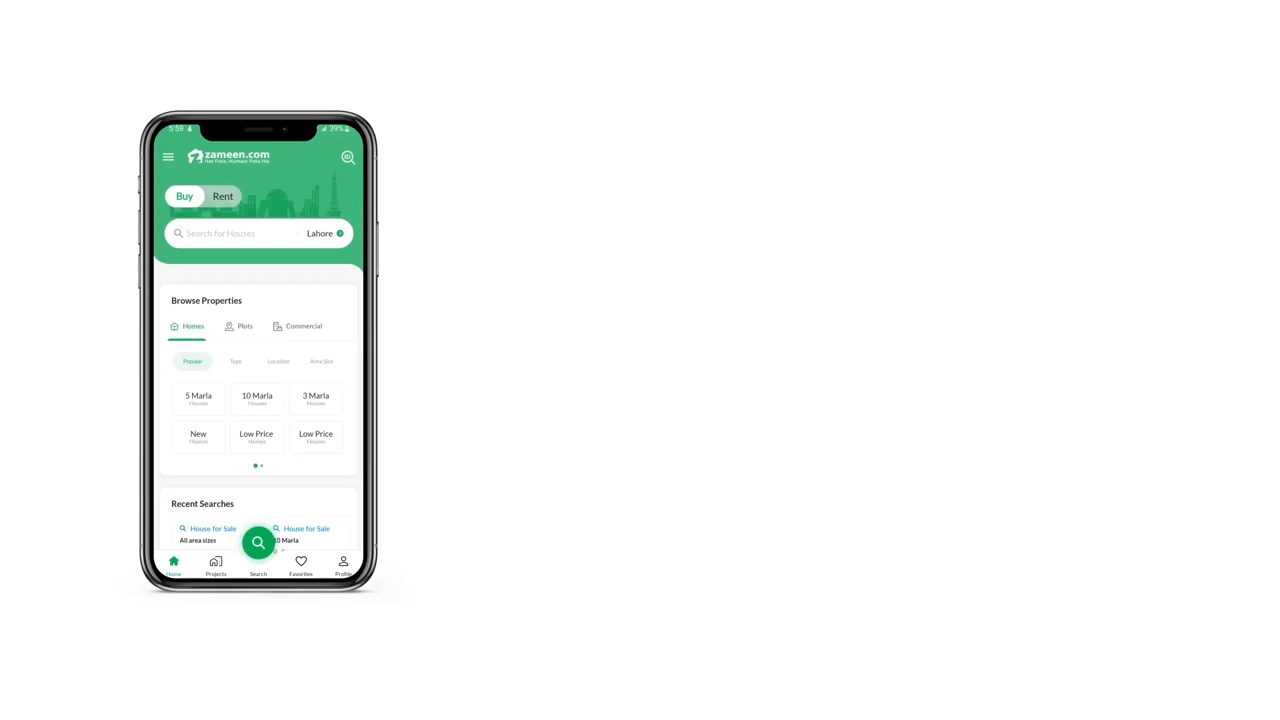 5:59 39%
zameen.com
Har Pata, Humain Pata Hai
Buy Rent
Search for Houses Lahore
Browse Properties
Homes Plots Commercial
Popular Type Location Area Size
5 Marla 10 Marla 3 Marla
Houses Houses Houses
New Low Price Low Price
Houses Homes Houses
Recent Searches
House for Sale House for Sale
All area sizes 10 Marla
Home Projects Search Favorites Profile